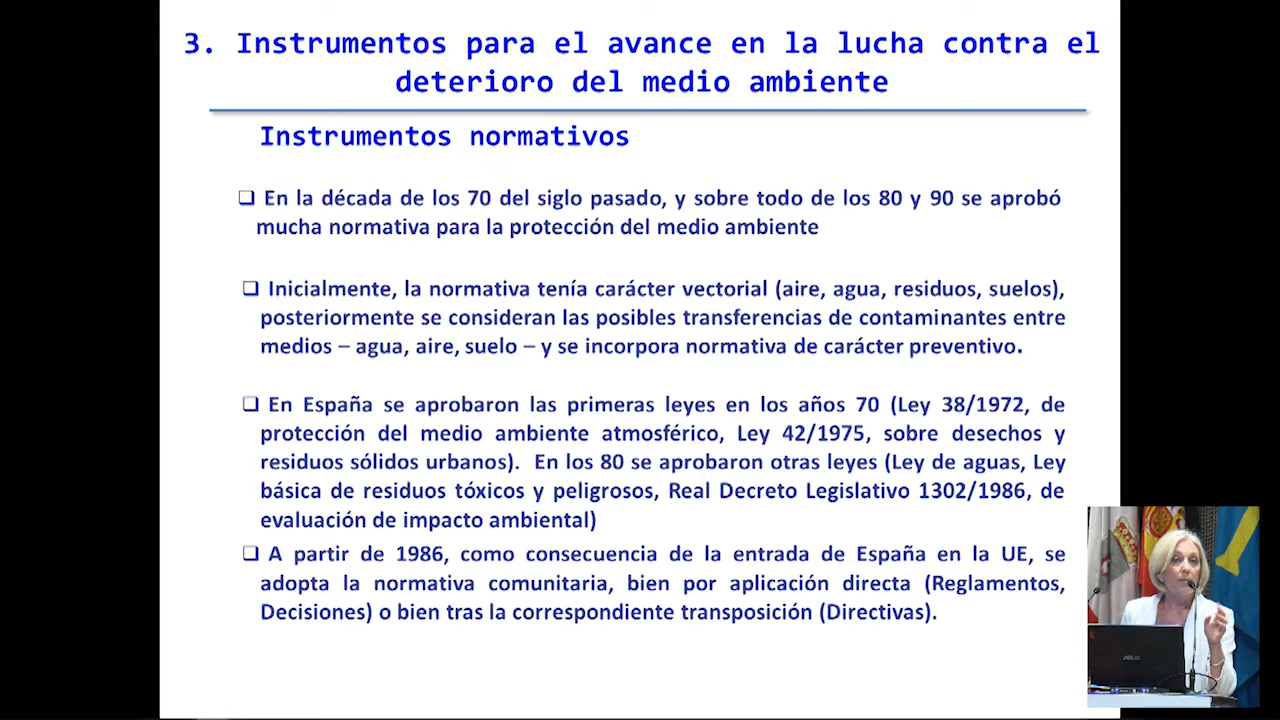 3. Instrumentos para el avance en la lucha contra el
deterioro del medio ambiente
Instrumentos normativos
❑ En la década de los 70 del siglo pasado, y sobre todo de los 80 y 90 se aprobó
mucha normativa para la protección del medio ambiente
❑ Inicialmente, la normativa tenía carácter vectorial (aire, agua, residuos, suelos),
posteriormente se consideran las posibles transferencias de contaminantes entre
medios – agua, aire, suelo – y se incorpora normativa de carácter preventivo.
❑ En España se aprobaron las primeras leyes en los años 70 (Ley 38/1972, de
protección del medio ambiente atmosférico, Ley 42/1975, sobre desechos y
residuos sólidos urbanos). En los 80 se aprobaron otras leyes (Ley de aguas, Ley
básica de residuos tóxicos y peligrosos, Real Decreto Legislativo 1302/1986, de
evaluación de impacto ambiental)
❑ A partir de 1986, como consecuencia de la entrada de España en la UE, se
adopta la normativa comunitaria, bien por aplicación directa (Reglamentos,
Decisiones) o bien tras la correspondiente transposición (Directivas).
ASUS